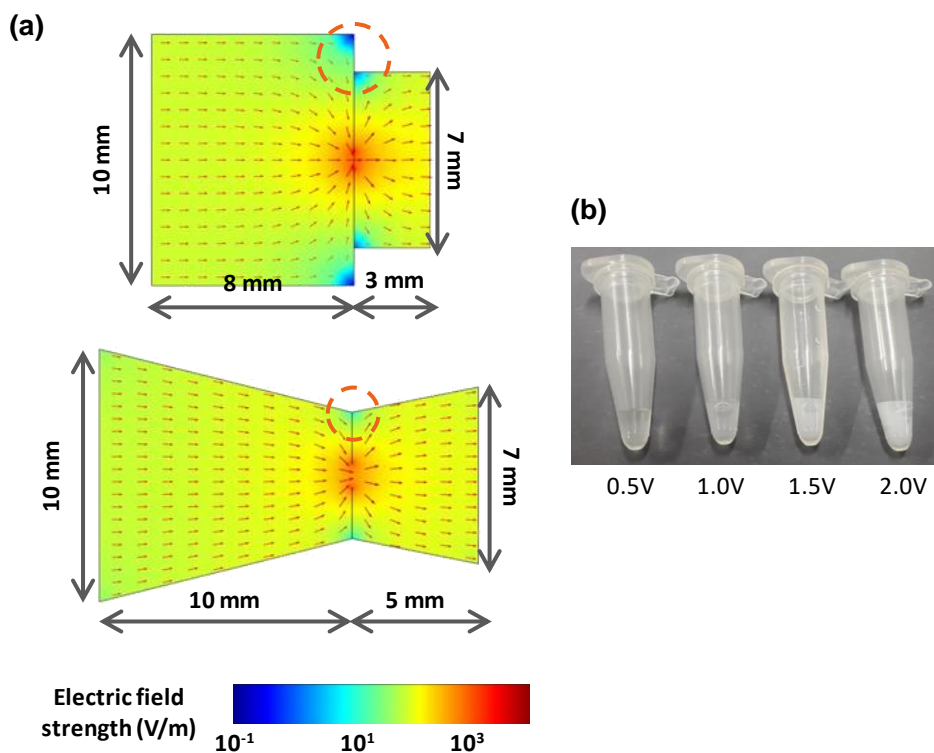 (a)
10 mm
7 mm
8 mm
3 mm
10 mm
7 mm
10 mm
5 mm
Electric field
strength (V/m)
10⁻¹
10¹
10³
(b)
0.5V
1.0V
1.5V
2.0V